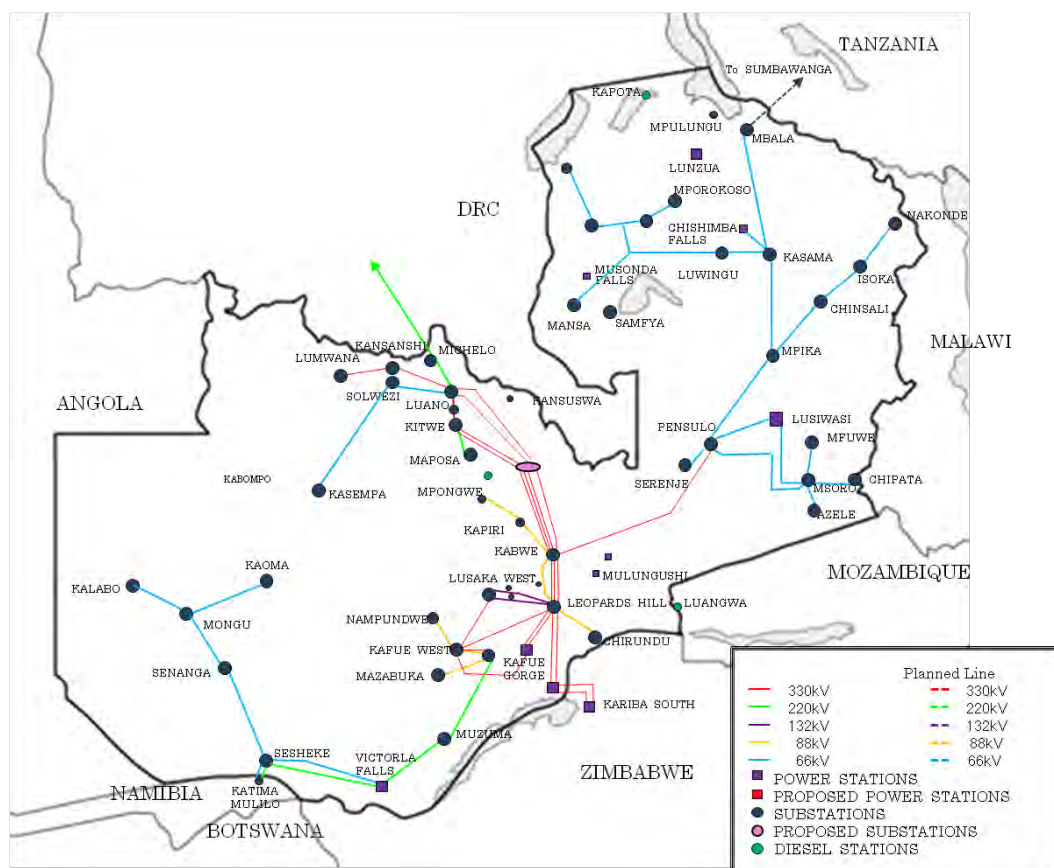 TANZANIA
To SUMBAWANGA
KAPOTA
MPULUNGU
MBALA
LUNZUA
MPOROKOSO
DRC
NAKONDE
CHISHIMBA
FALLS
KASAMA
MUSONDA
FALLS
LUWINGU
ISOKA
MANSA
SAMFYA
CHINSALI
MALAWI
KANSANSHI
MICHELO
LUMWANA
MPIKA
SOLWEZI
KANSUSWA
ANGOLA
LUANO
LUSIWASI
KITWE
PENSULO
MFUWE
MAPOSA
SERENJE
CHIPATA
KABOMPO
KASEMPA
MPONGWE
MSORO
AZELE
KAPIRI
KABWE
MOZAMBIQUE
KAOMA
KALABO
LUSAKA WEST
MULUNGUSHI
MONGU
NAMPUNDWE
LEOPARDS HILL
LUANGWA
CHIRUNDU
KAFUE WEST
SENANGA
KAFUE
GORGE
MAZABUKA
KARIBA SOUTH
MUZUMA
SESHEKE
VICTORLA
FALLS
ZIMBABWE
NAMIBIA
KATIMA
MULILO
BOTSWANA
Planned Line
330kV 330kV
220kV 220kV
132kV 132kV
88kV 88kV
66kV 66kV
POWER STATIONS
PROPOSED POWER STATIONS
SUBSTATIONS
PROPOSED SUBSTATIONS
DIESEL STATIONS